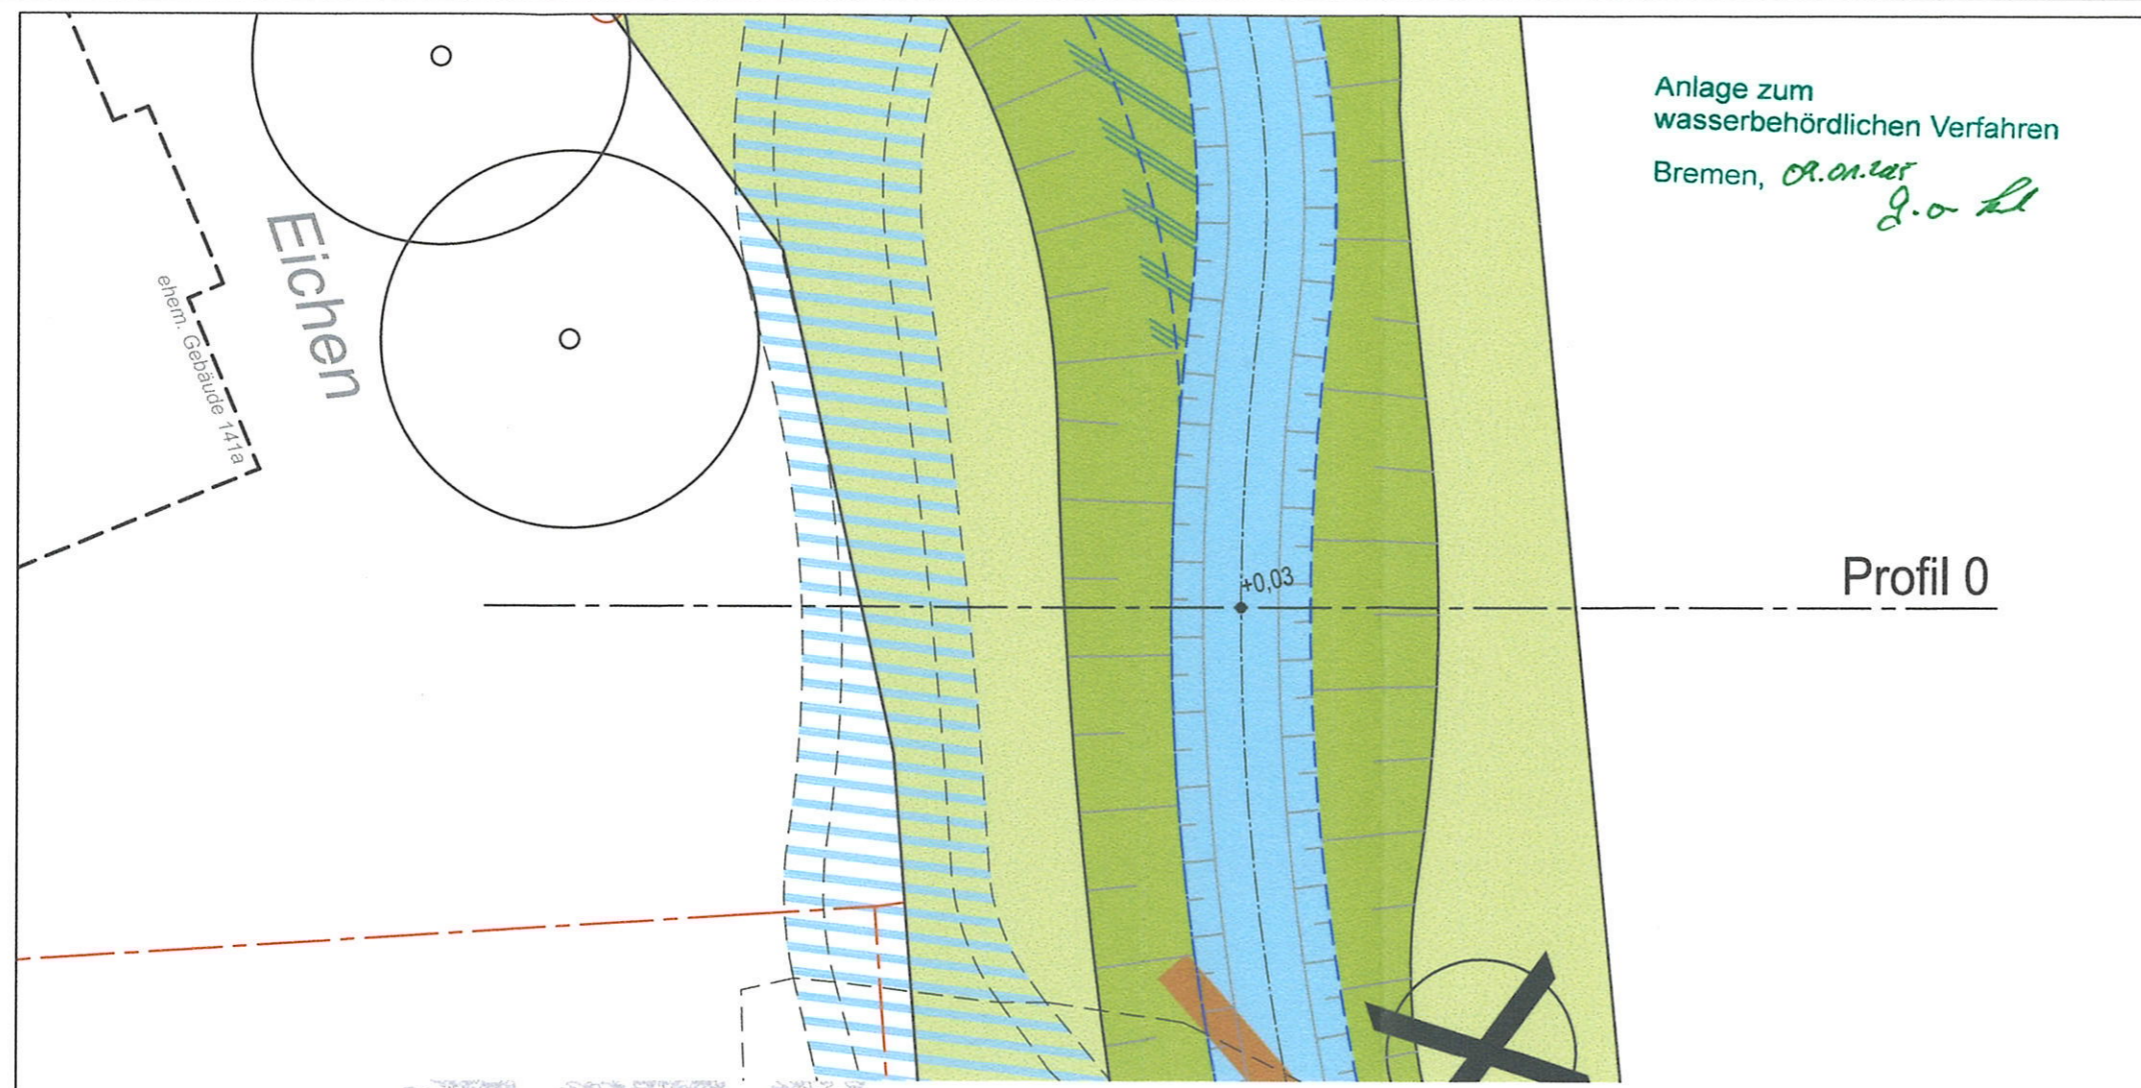 Anlage zum
wasserbehördlichen Verfahren
Bremen,
Eichen
ehem. Gebäude 141a
+0,03
Profil 0